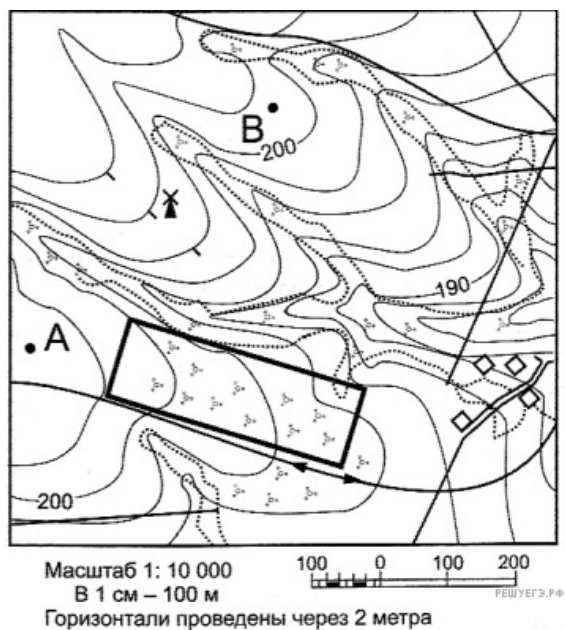 B
200
190
A
200
Масштаб 1: 10 000
В 1 см – 100 м
100 0 100 200
РЕШУЕГЭ.РФ
Горизонтали проведены через 2 метра